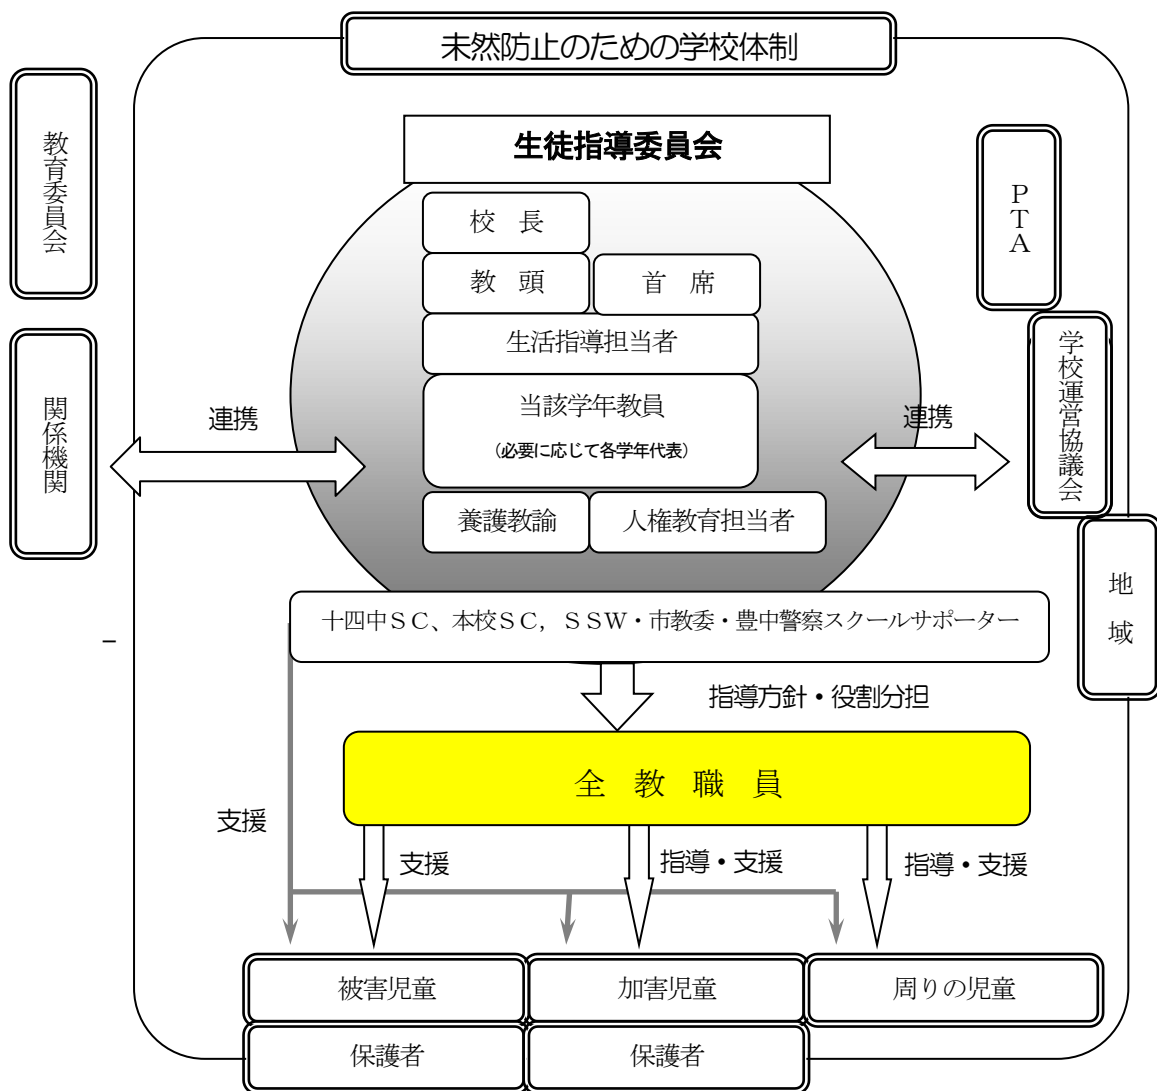 未然防止のための学校体制
教育委員会
関係機関
生徒指導委員会
校　長
教　頭
首　席
生活指導担当者
当該学年教員
(必要に応じて各学年代表)
養護教諭
人権教育担当者
連携
連携
PTA
学校運営協議会
地域
十四中ＳＣ、本校ＳＣ，ＳＳＷ・市教委・豊中警察スクールサポーター
指導方針・役割分担
全　教　職　員
支援
支援
指導・支援
指導・支援
被害児童
加害児童
周りの児童
保護者
保護者